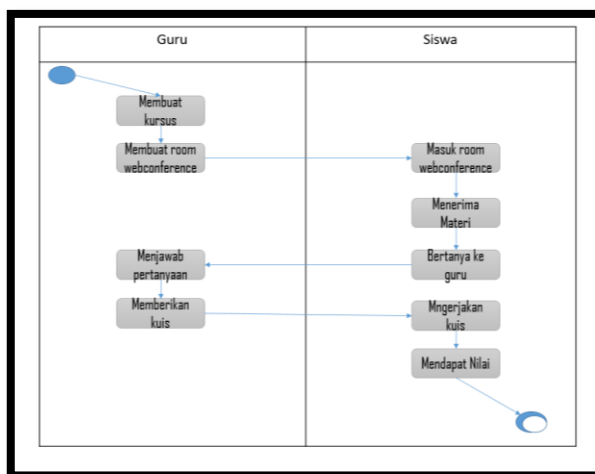 Guru
Siswa
Membuat
kursus
Membuat room
webconference
Masuk room
webconference
Menerima
Materi
Bertanya ke
guru
Menjawab
pertanyaan
Memberikan
kuis
Mngerjakan
kuis
Mendapat Nilai